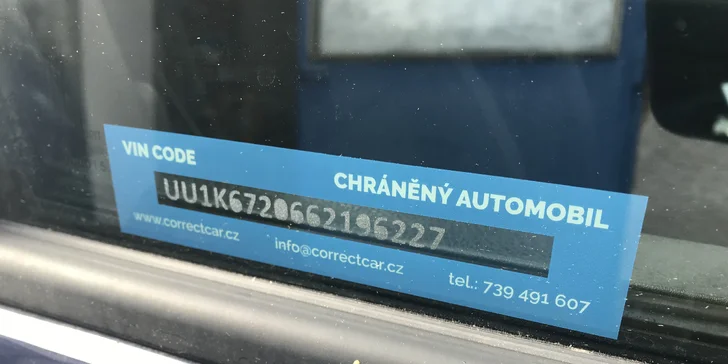 VIN CODE
CHRÁNĚNÝ AUTOMOBIL
UU1K6720662196227
www.correctcar.cz
info@correctcar.cz
tel.: 739 491 607